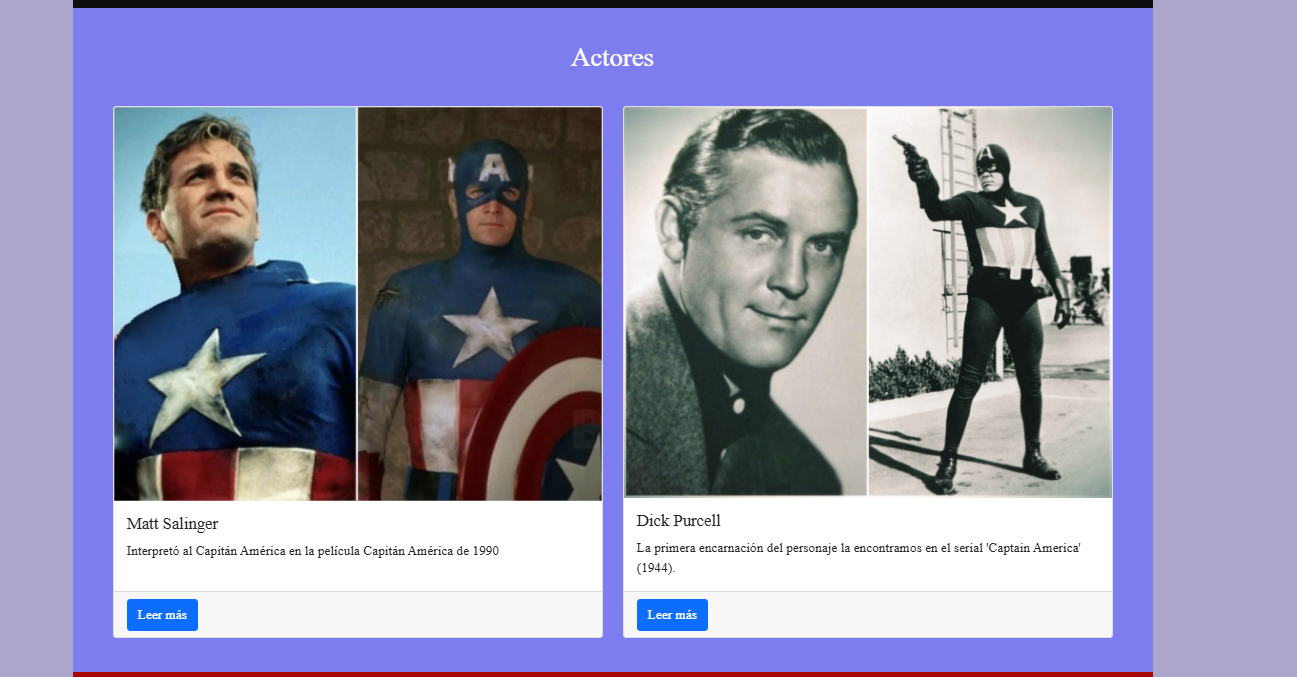 Actores
A
A
Matt Salinger
Interpretó al Capitán América en la película Capitán América de 1990
Leer más
Dick Purcell
La primera encarnación del personaje la encontramos en el serial 'Captain America'
(1944).
Leer más